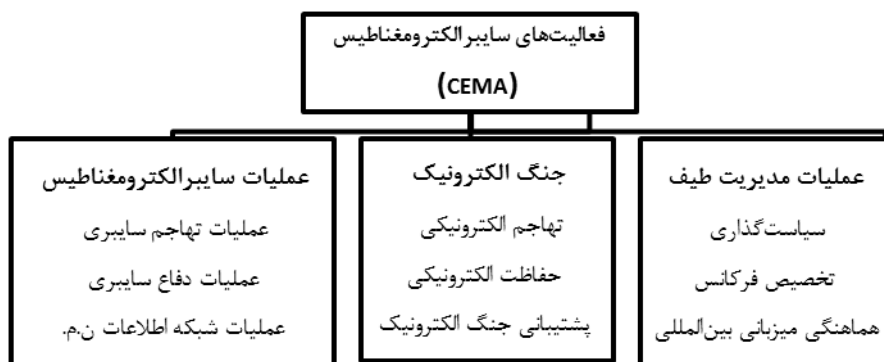 فعالیت‌های سایبرالکترومغناطیس
(CEMA)
عملیات مدیریت طیف
سیاست‌گذاری
تخصیص فرکانس
هماهنگی میزبانی بین‌المللی
جنگ الکترونیک
تهاجم الکترونیکی
حفاظت الکترونیکی
پشتیبانی جنگ الکترونیک
عملیات سایبرالکترومغناطیس
عملیات تهاجم سایبری
عملیات دفاع سایبری
عملیات شبکه اطلاعات ن.م.